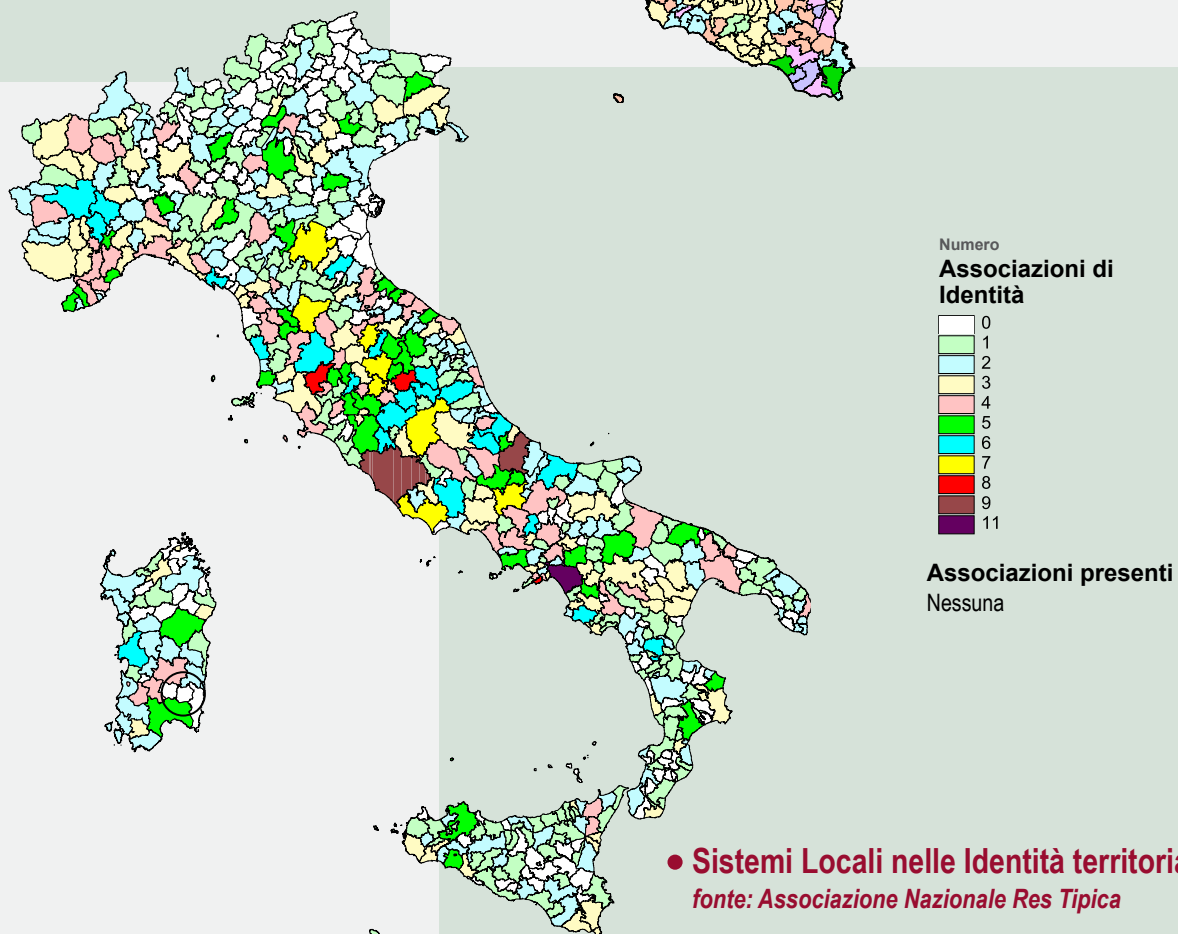 Numero
Associazioni di
Identità
0
1
2
3
4
5
6
7
8
9
11
Associazioni presenti
Nessuna
• Sistemi Locali nelle Identità territoria
fonte: Associazione Nazionale Res Tipica